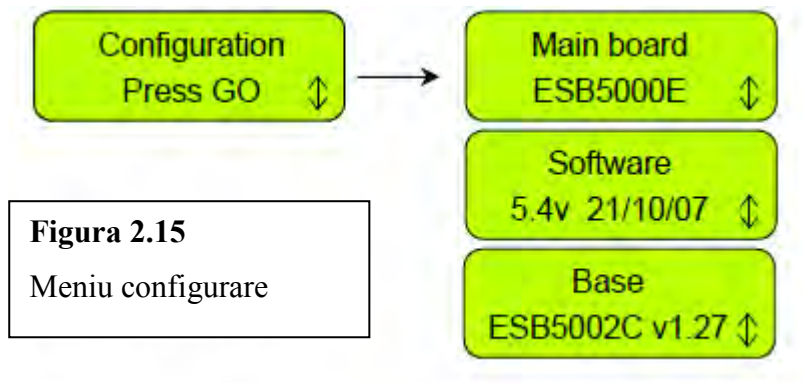 Configuration
Press GO
Main board
ESB5000E
Software
5.4v 21/10/07
Base
ESB5002C v1.27
Figura 2.15
Meniu configurare